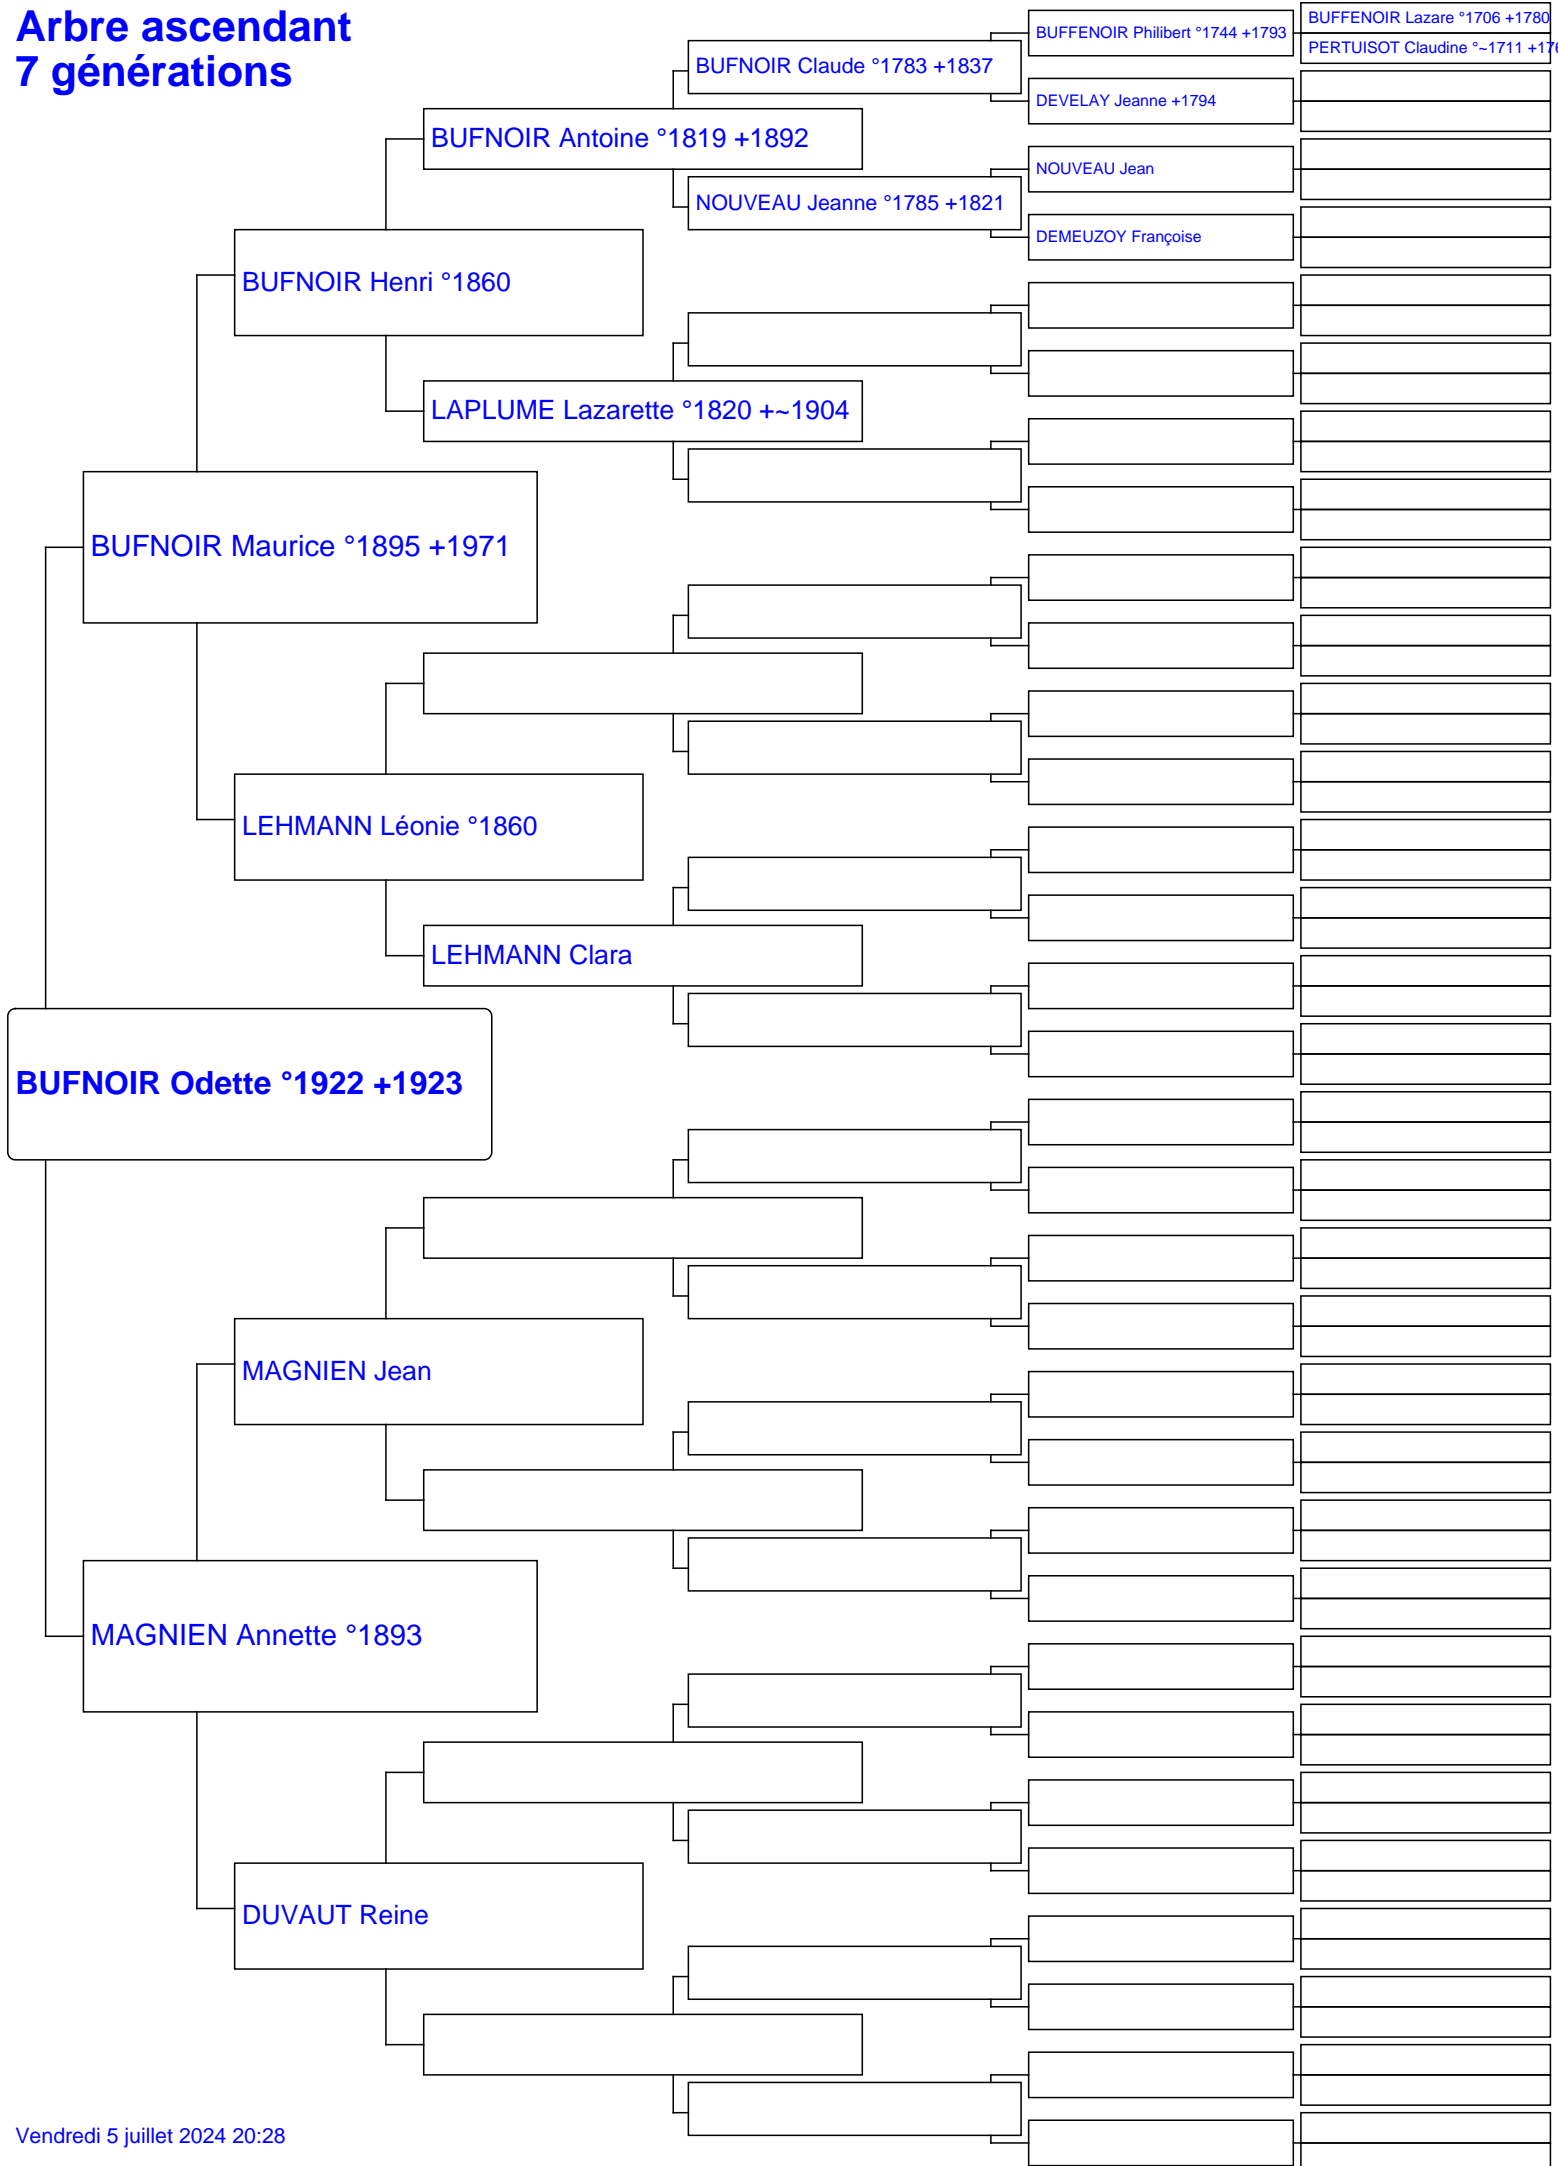 Arbre ascendant
7 générations
BUFFENOIR Lazare °1706 +1780
BUFFENOIR Philibert °1744 +1793
PERTUISOT Claudine °~1711
BUFNOIR Claude °1783 +1837
DEVELAY Jeanne +1794
BUFNOIR Antoine °1819 +1892
NOUVEAU Jean
NOUVEAU Jeanne °1785 +1821
DEMEUZOY Françoise
BUFNOIR Henri °1860
LAPLUME Lazarette °1820 +~1904
BUFNOIR Maurice °1895 +1971
LEHMANN Léonie °1860
LEHMANN Clara
BUFNOIR Odette °1922 +1923
MAGNIEN Jean
MAGNIEN Annette °1893
DUVAUT Reine
Vendredi 5 juillet 2024 20:28